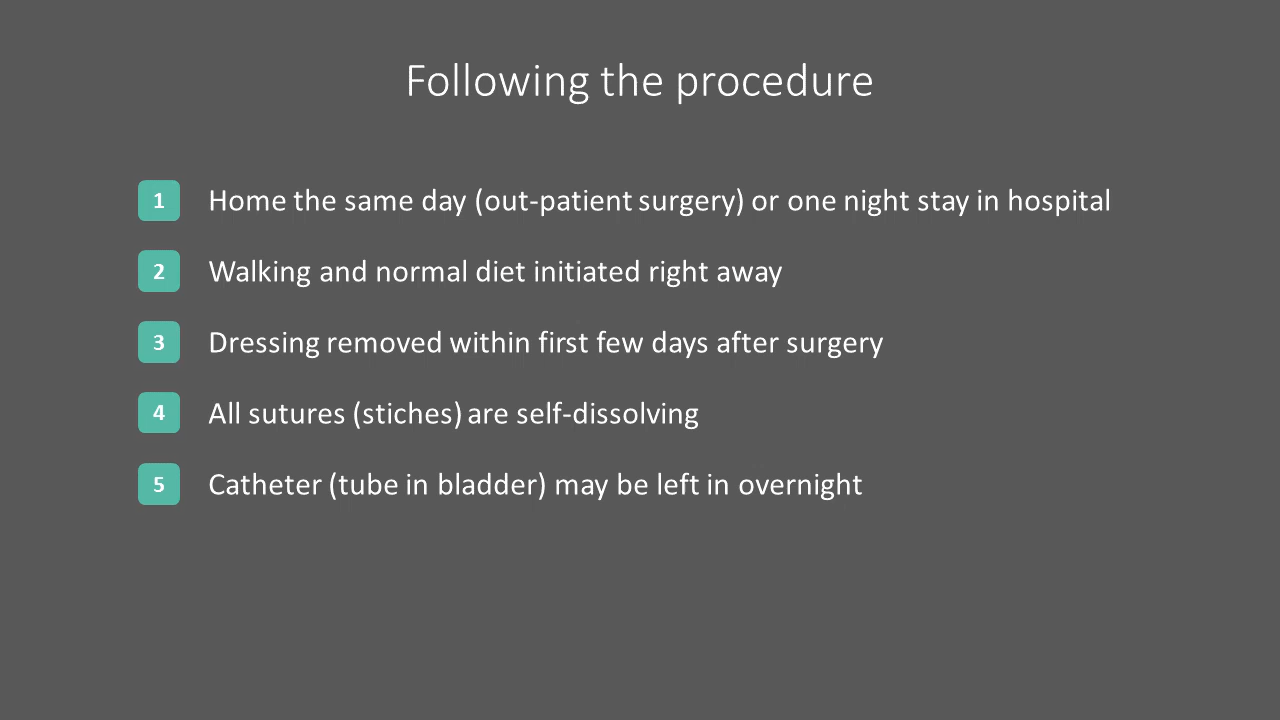 Following the procedure
1 Home the same day (out-patient surgery) or one night stay in hospital
2 Walking and normal diet initiated right away
3 Dressing removed within first few days after surgery
4 All sutures (stiches) are self-dissolving
5 Catheter (tube in bladder) may be left in overnight